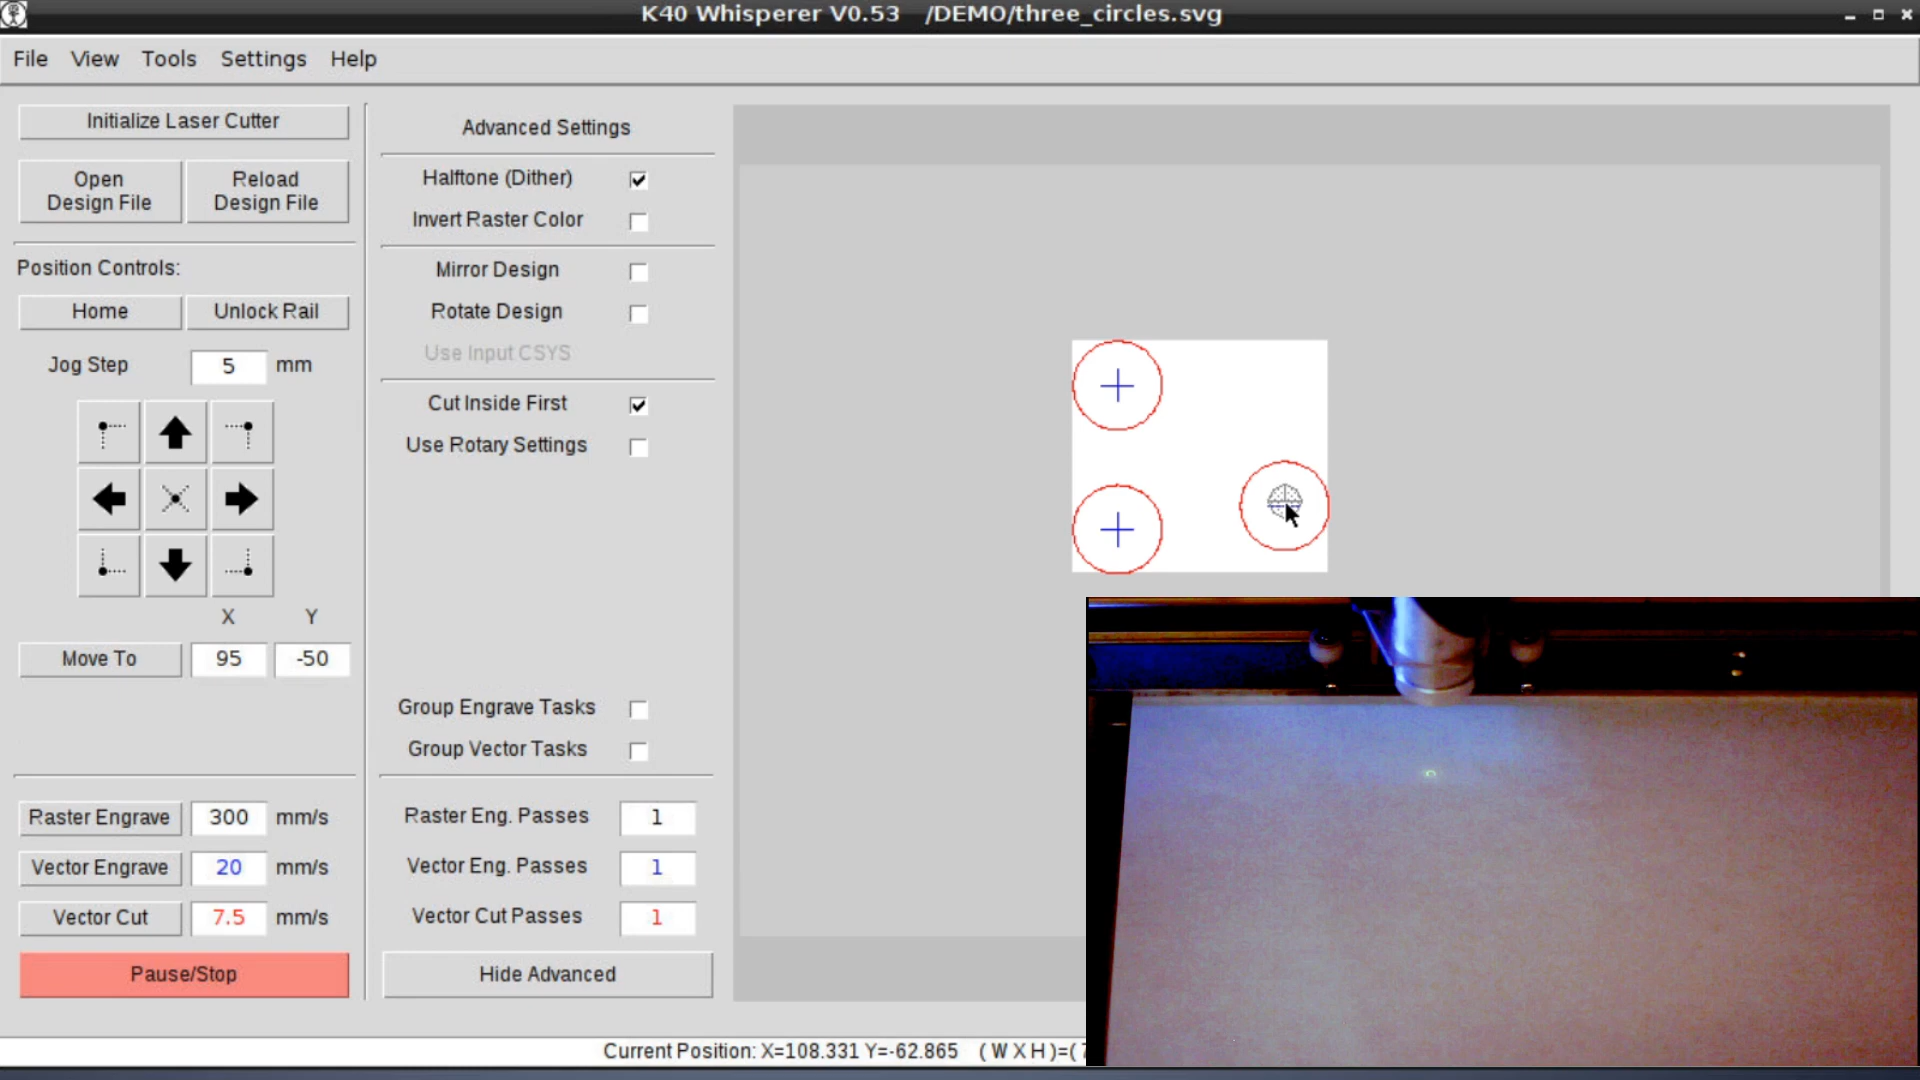 K40 Whisperer V0.53 /DEMO/three_circles.svg
File View Tools Settings Help
Initialize Laser Cutter
Open Design File
Reload Design File
Position Controls:
Home Unlock Rail
Jog Step 5 mm
X Y
Move To 95 -50
Raster Engrave 300 mm/s
Vector Engrave 20 mm/s
Vector Cut 7.5 mm/s
Pause/Stop
Advanced Settings
Halftone (Dither)
Invert Raster Color
Mirror Design
Rotate Design
Use Input CSYS
Cut Inside First
Use Rotary Settings
Group Engrave Tasks
Group Vector Tasks
Raster Eng. Passes 1
Vector Eng. Passes 1
Vector Cut Passes 1
Hide Advanced
Current Position: X=108.331 Y=-62.865 ( W X H )=(